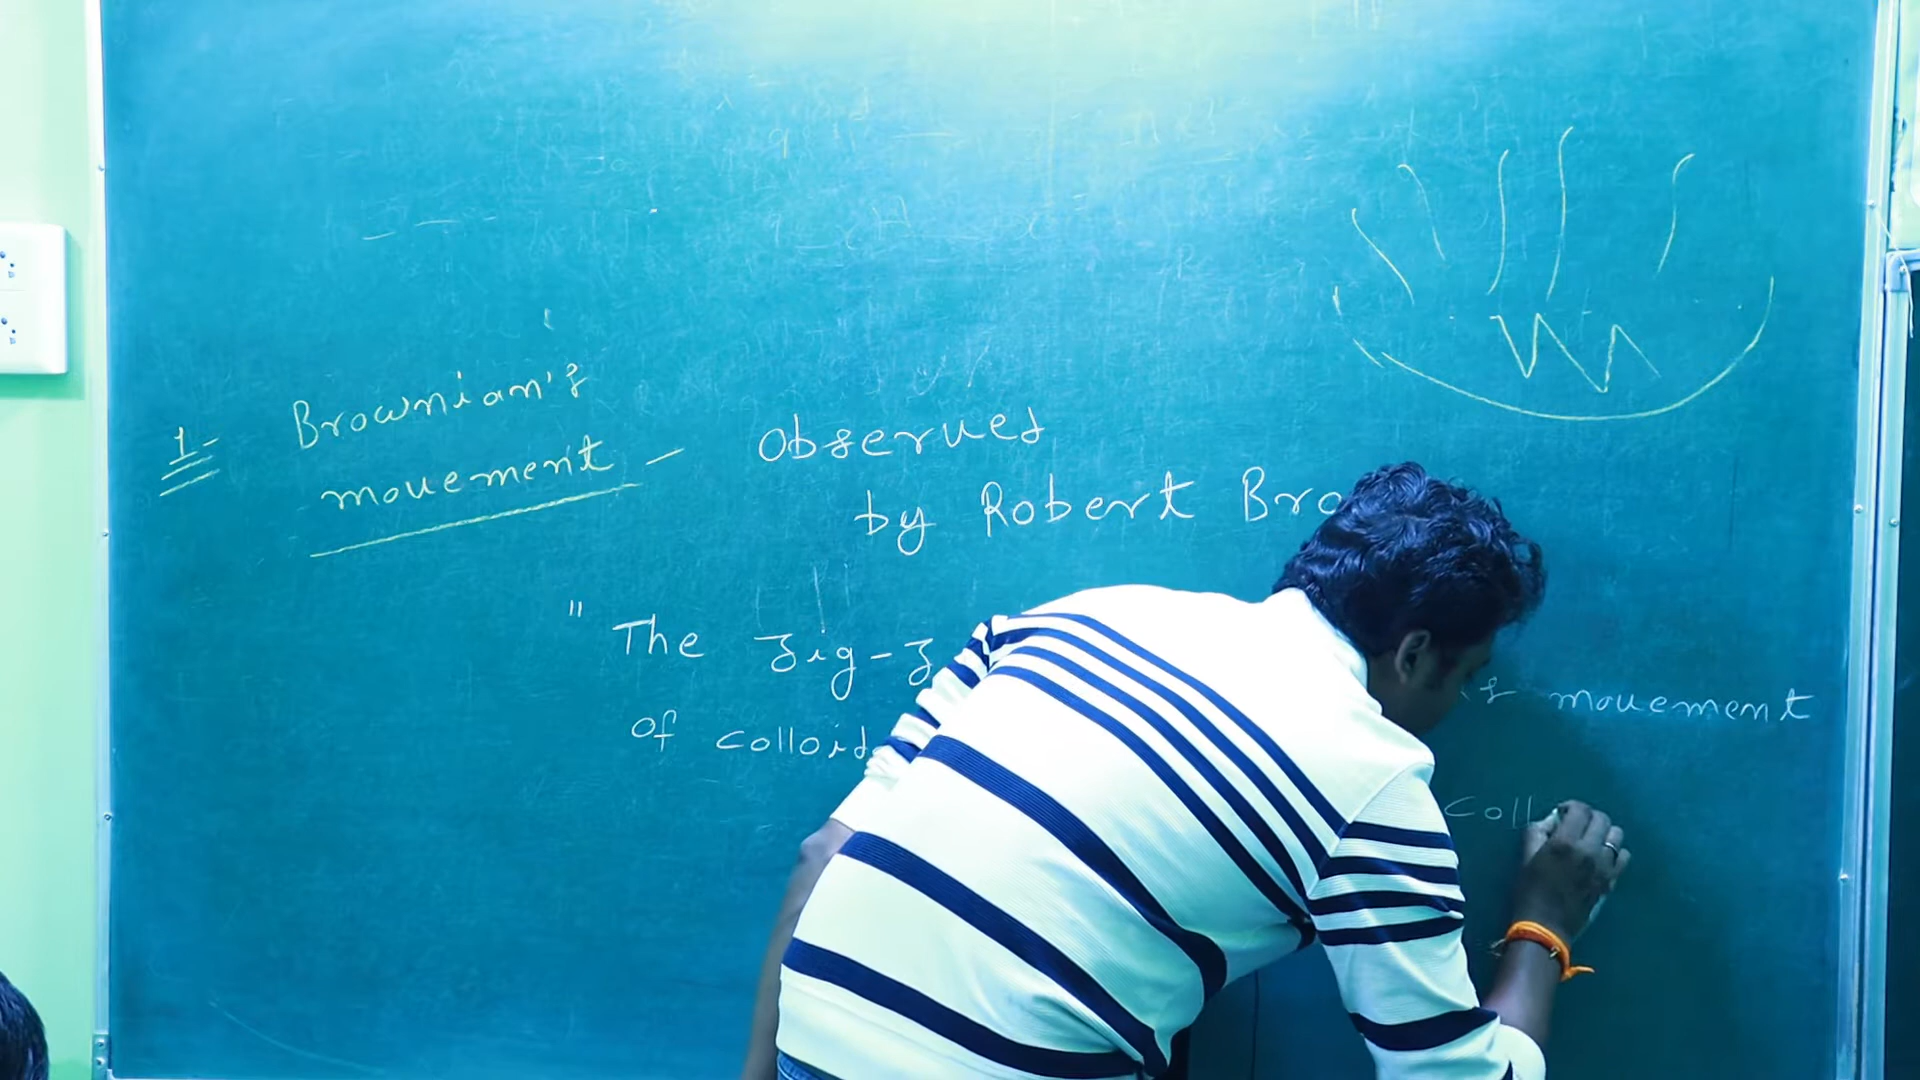 1- Brownian's
movement - Observed
by Robert Bro
" The Zig-Z
movement
of colloid
Coll